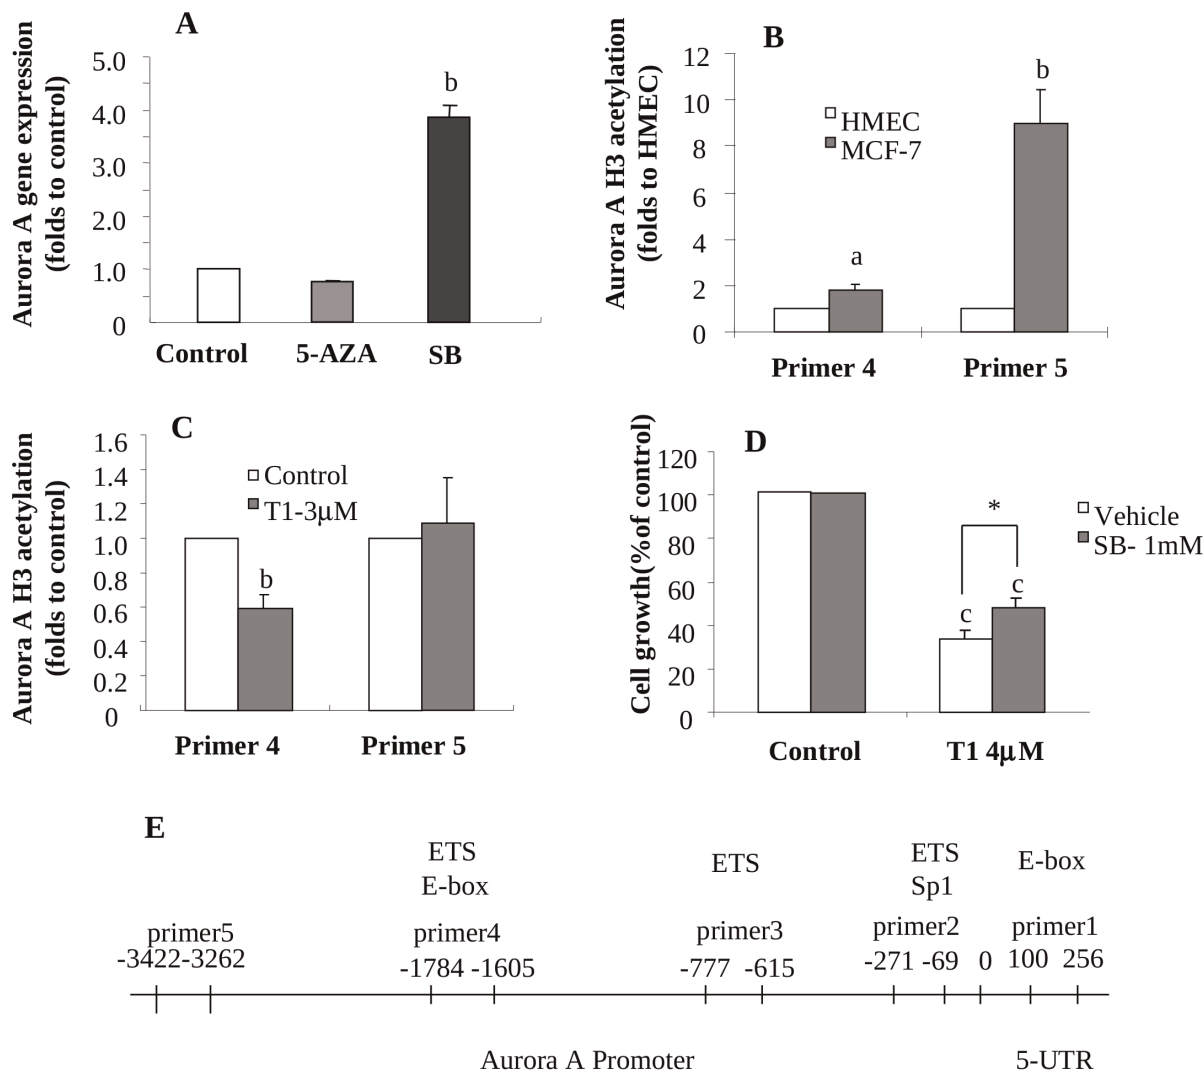 A
Aurora A gene expression
(folds to control)
5.0
4.0
3.0
2.0
1.0
0
b
Control 5-AZA SB
B
Aurora A H3 acetylation
(folds to HMEC)
12
10
8
6
4
2
0
HMEC
MCF-7
a
b
Primer 4 Primer 5
C
Aurora A H3 acetylation
(folds to control)
1.6
1.4
1.2
1.0
0.8
0.6
0.4
0.2
0
Control
T1-3μM
b
Primer 4 Primer 5
D
Cell growth(%of control)
120
100
80
60
40
20
0
*
c
c
Vehicle
SB- 1mM
Control T1 4μM
E
ETS ETS ETS E-box
E-box Sp1
primer5 primer4 primer3 primer2 primer1
-3422-3262 -1784 -1605 -777 -615 -271 -69 0 100 256
Aurora A Promoter 5-UTR